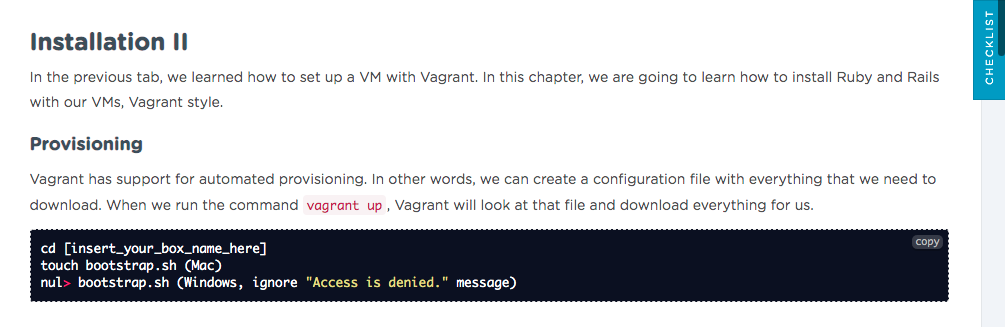 Installation II
In the previous tab, we learned how to set up a VM with Vagrant. In this chapter, we are going to learn how to install Ruby and Rails
with our VMs, Vagrant style.
Provisioning
Vagrant has support for automated provisioning. In other words, we can create a configuration file with everything that we need to
download. When we run the command vagrant up, Vagrant will look at that file and download everything for us.
copy
cd [insert_your_box_name_here]
touch bootstrap.sh (Mac)
nul> bootstrap.sh (Windows, ignore "Access is denied." message)
CHECKLIST